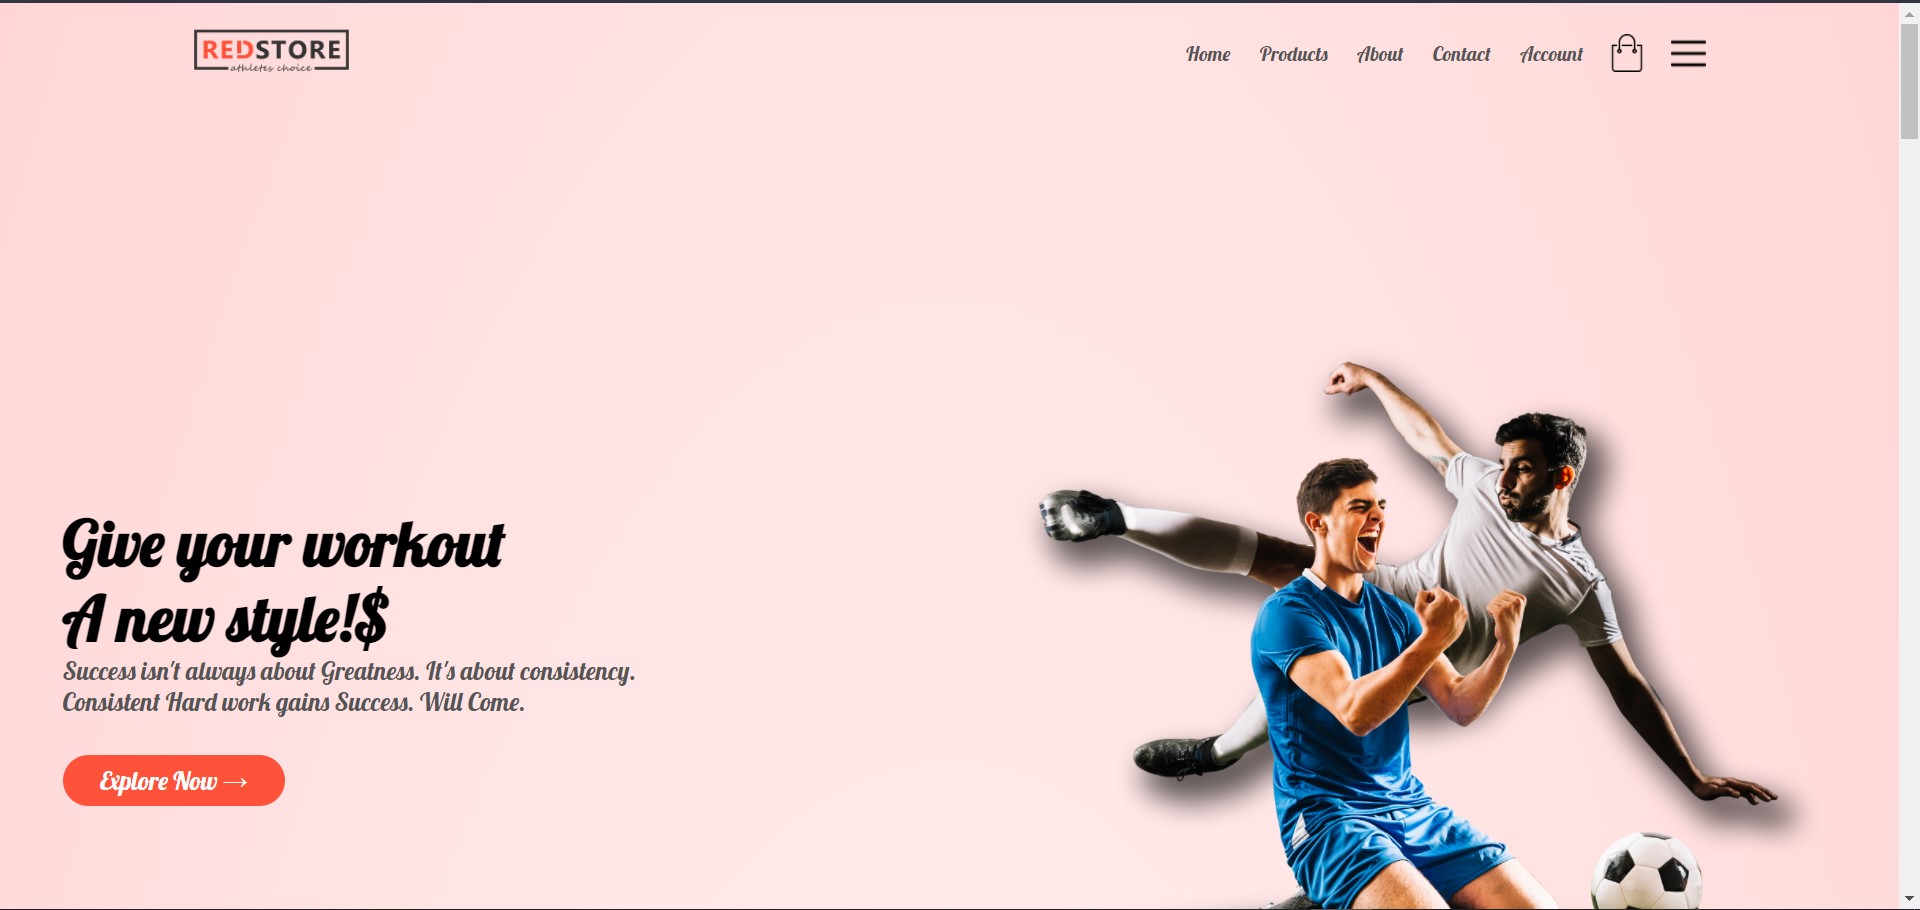 REDSTORE
athletes choice
Home Products About Contact Account
Give your workout
A new style!$
Success isn't always about Greatness. It's about consistency.
Consistent Hard work gains Success. Will Come.
Explore Now →